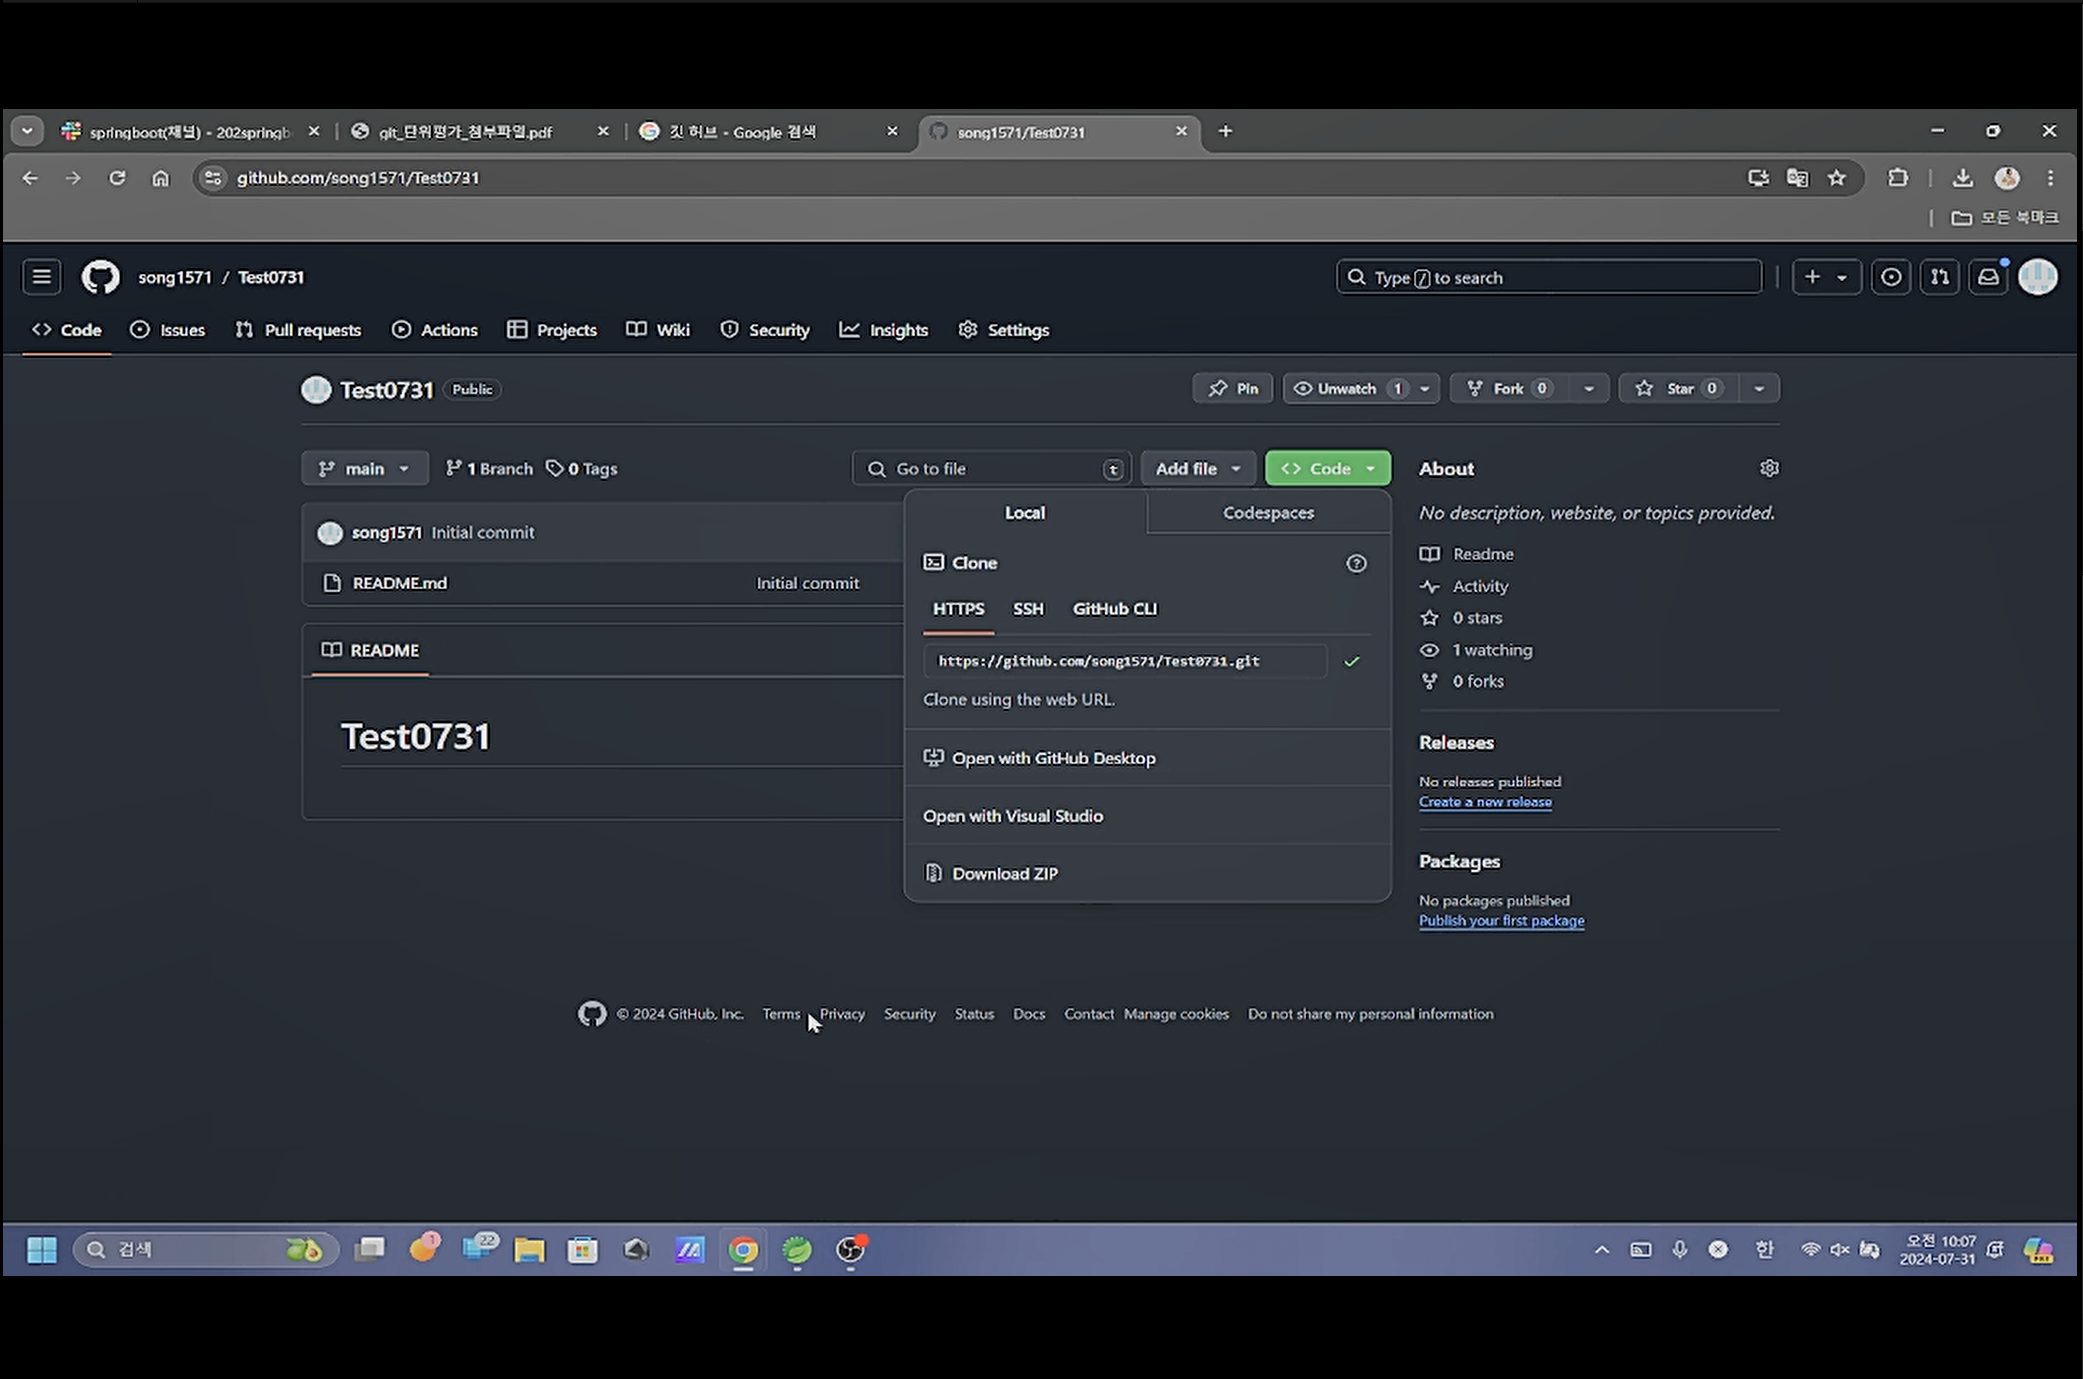 springboot(채널) - 202springb
git_단위평가_첨부파일.pdf
깃 허브 - Google 검색
song1571/Test0731
github.com/song1571/Test0731
모든 북마크
song1571 / Test0731
Type / to search
Code
Issues
Pull requests
Actions
Projects
Wiki
Security
Insights
Settings
Test0731 Public
Pin
Unwatch 1
Fork 0
Star 0
main
1 Branch
0 Tags
Go to file t
Add file
<> Code
song1571 Initial commit
README.md Initial commit
README
Test0731
Local
Codespaces
Clone
HTTPS
SSH
GitHub CLI
https://github.com/song1571/Test0731.git
Clone using the web URL.
Open with GitHub Desktop
Open with Visual Studio
Download ZIP
About
No description, website, or topics provided.
Readme
Activity
0 stars
1 watching
0 forks
Releases
No releases published
Create a new release
Packages
No packages published
Publish your first package
© 2024 GitHub, Inc. Terms Privacy Security Status Docs Contact Manage cookies Do not share my personal information
검색
1
22
한
오전 10:07
2024-07-31